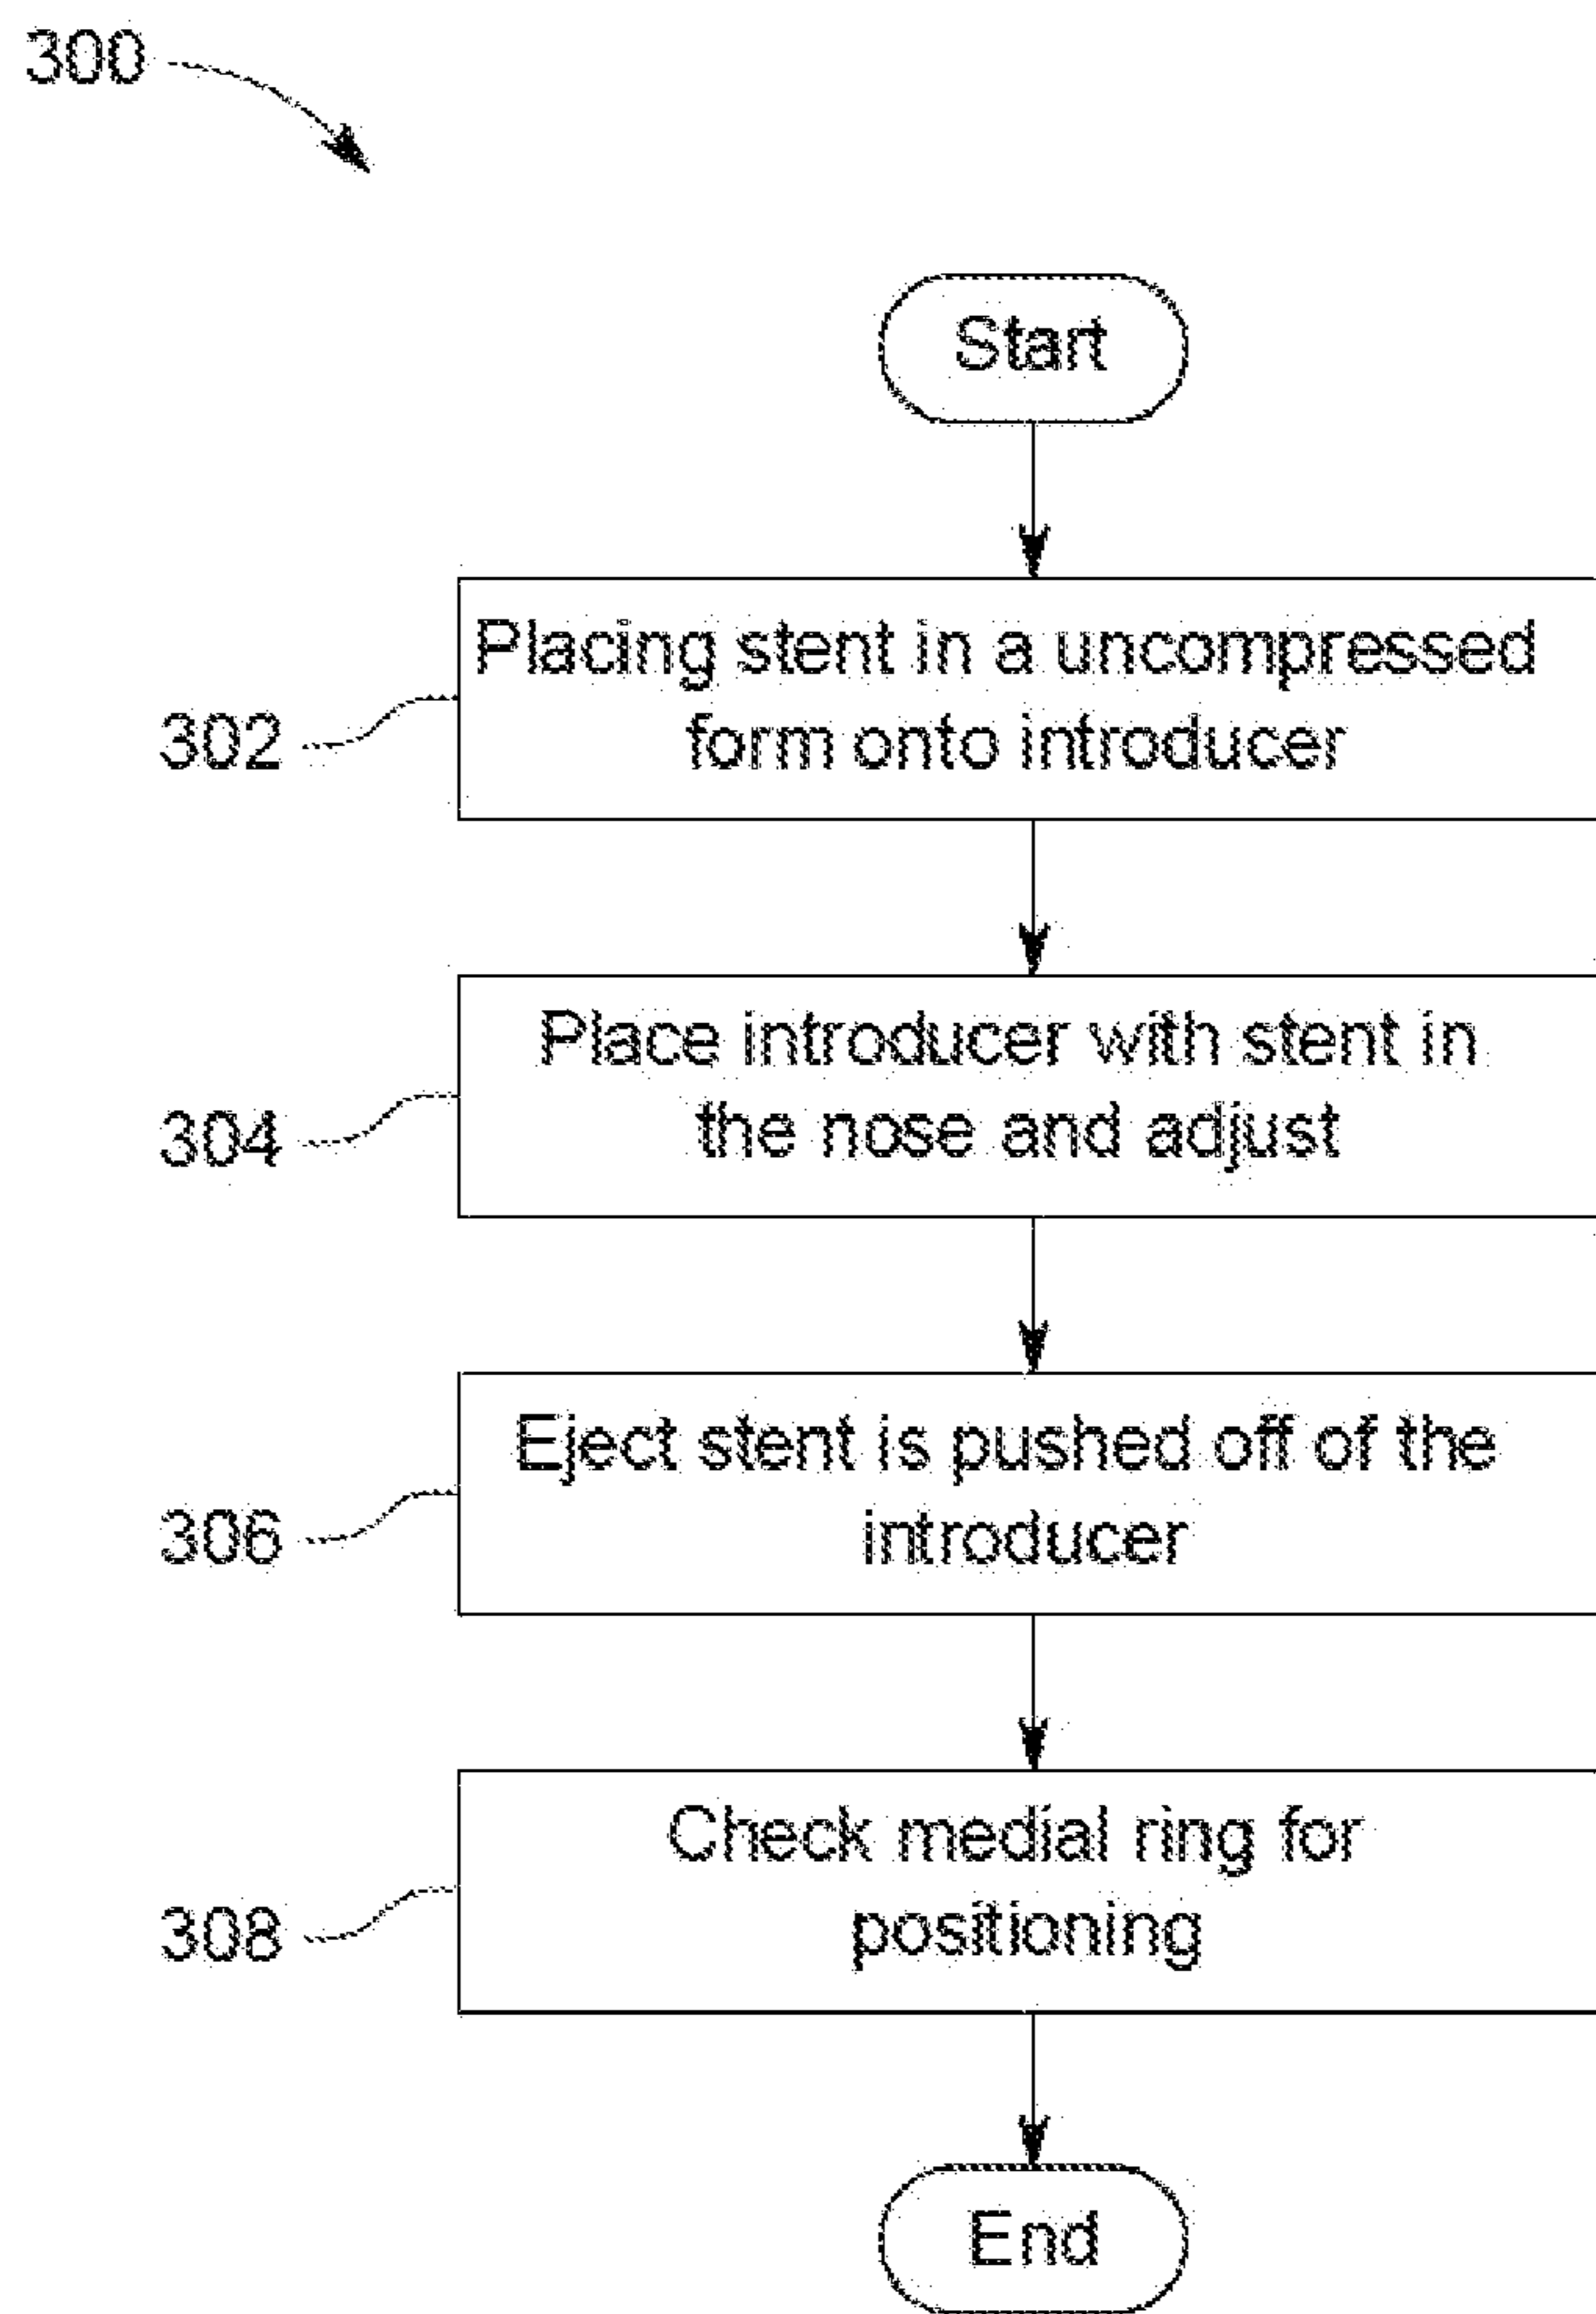 300
Start
Placing stent in a uncompressed
form onto introducer
302
Place introducer with stent in
the nose and adjust
304
Eject stent is pushed off of the
introducer
306
Check medial ring for
positioning
308
End